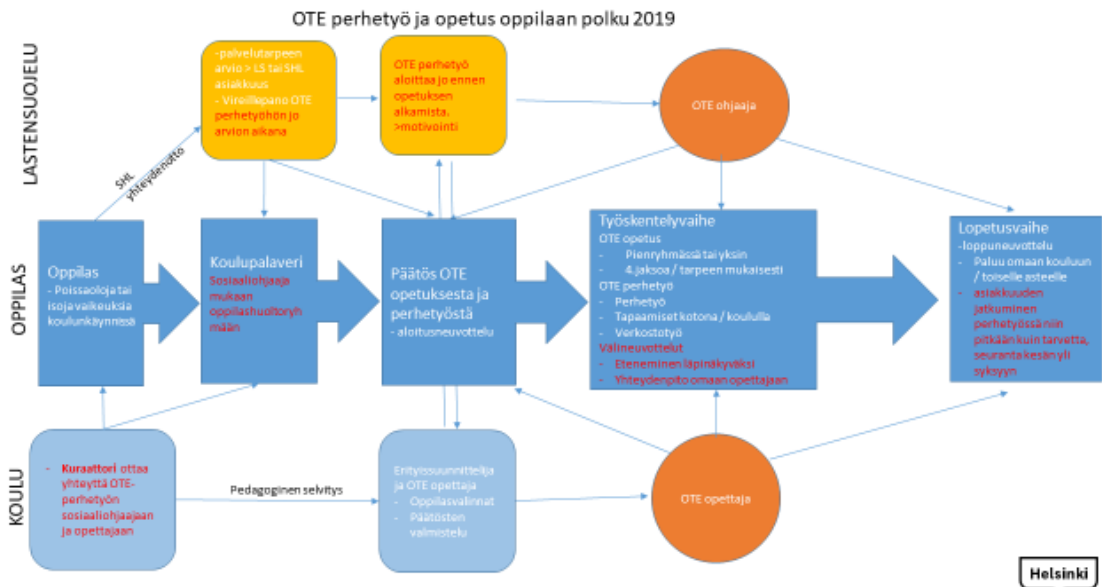 OTE perhetyö ja opetus oppilaan polku 2019
LASTENSUOJELU
-palvelutarpeen
arvio > LS tai SHL
asiakkuus
- Vireillepano OTE
perhetyöhön jo
arvion aikana
OTE perhetyö
aloittaa jo ennen
opetuksen
alkamista.
>motivointi
OTE ohjaaja
SHL
yhteydenotto
OPPILAS
Oppilas
- Poissaoloja tai
isoja vaikeuksia
koulunkäynnissä
Koulupalaveri
Sosiaaliohjaaja
mukaan
oppilashuoltoryh
mään
Päätös OTE
opetuksesta ja
perhetyöstä
- aloitusneuvottelu
Työskentelyvaihe
OTE opetus
- Pienryhmässä tai yksin
- 4.jaksoa / tarpeen mukaisesti
OTE perhetyö
- Perhetyö
- Tapaamiset kotona / koululla
- Verkostotyö
Välineuvottelut
- Eteneminen läpinäkyväksi
- Yhteydenpito omaan opettajaan
Lopetusvaihe
-loppuneuvottelu
- Paluu omaan kouluun
/ toiselle asteelle
- asiakkuuden
jatkuminen
perhetyössä niin
pitkään kuin tarvetta,
seuranta kesän yli
syksyyn
KOULU
- Kuraattori ottaa
yhteyttä OTE-
perhetyön
sosiaaliohjaajaan
ja opettajaan
Pedagoginen selvitys
Erityissuunnittelija
ja OTE opettaja
- Oppilasvalinnat
- Päätösten
valmistelu
OTE opettaja
Helsinki